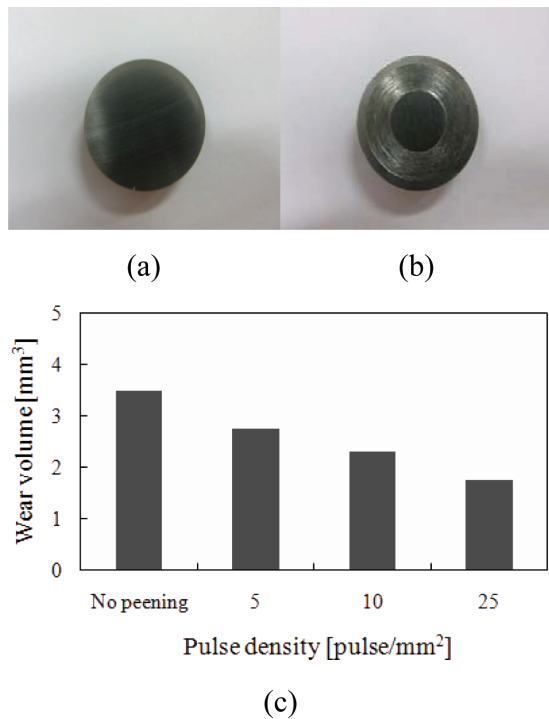 (a)
(b)
5
4
3
2
1
0
Wear volume [mm³]
No peening 5 10 25
Pulse density [pulse/mm²]
(c)